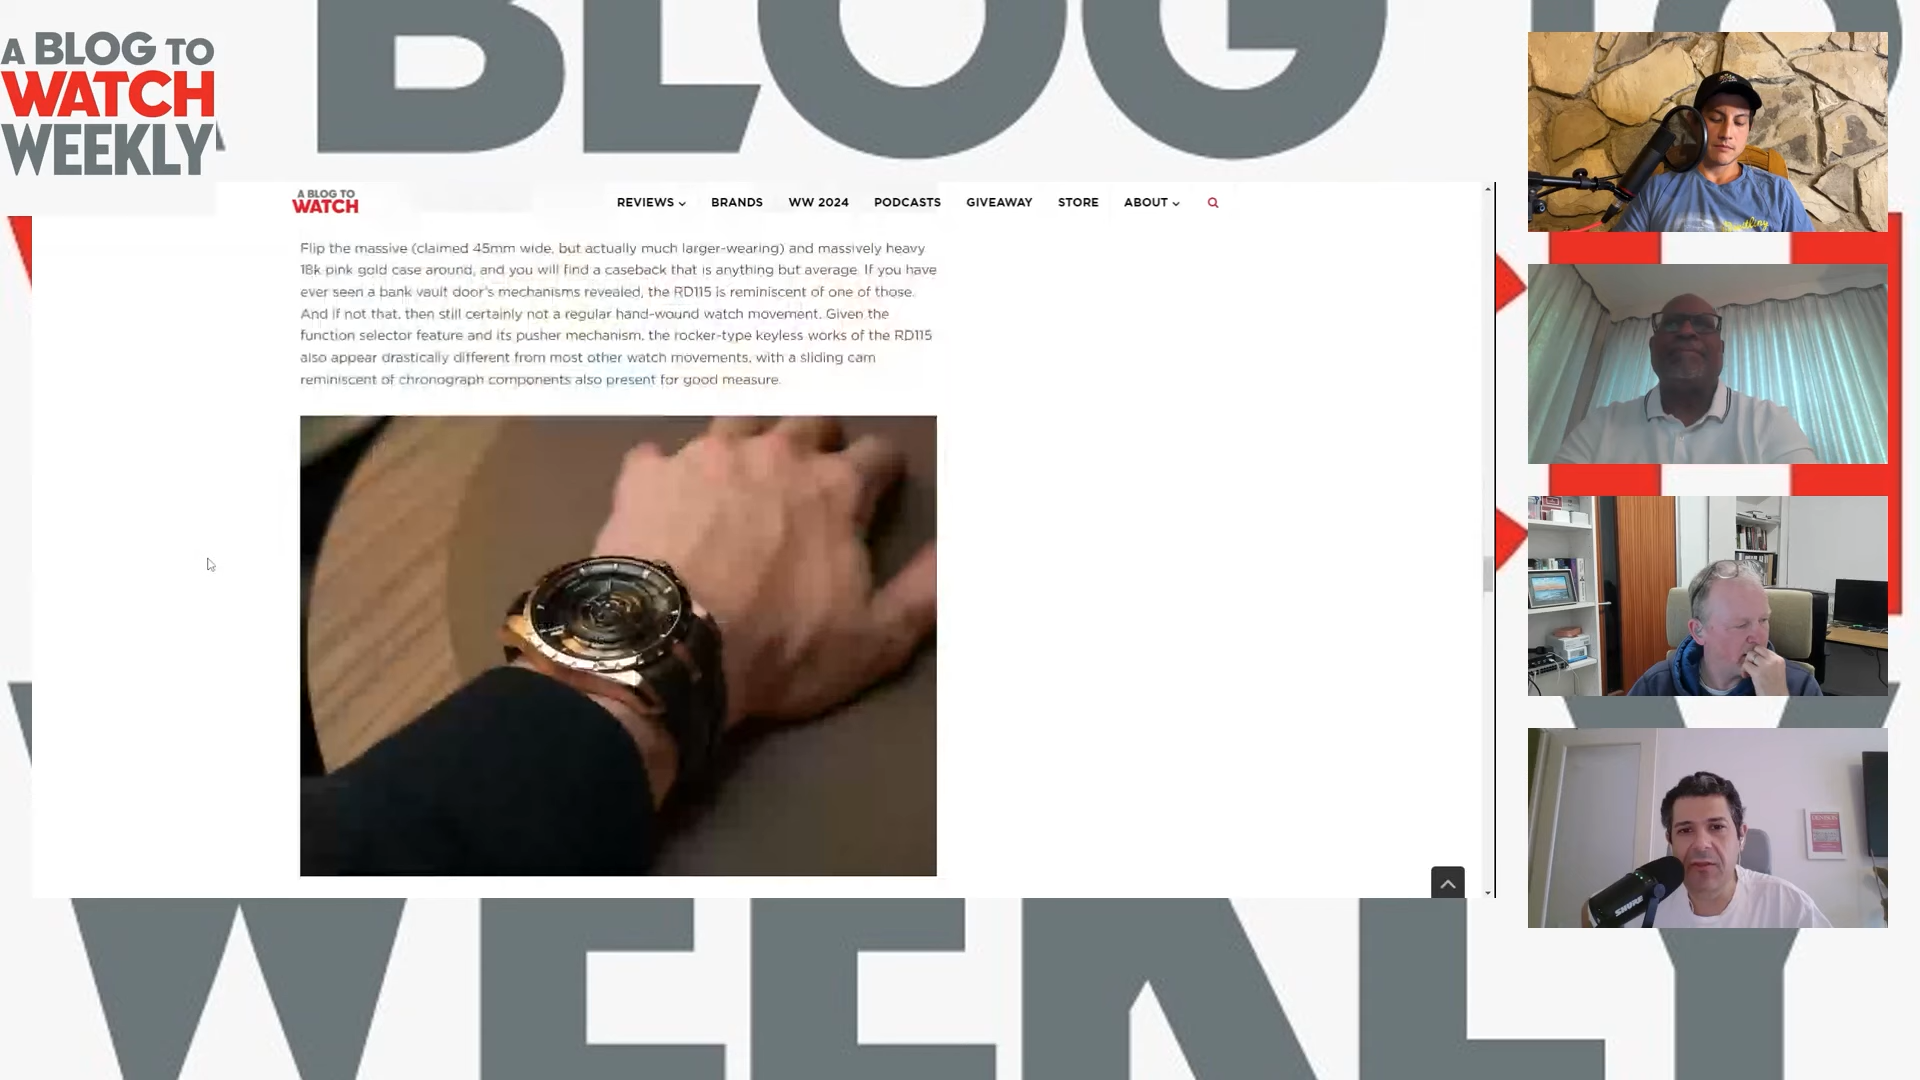 A BLOG TO
WATCH
WEEKLY
BLOG TO
A BLOG TO
WATCH
REVIEWS
BRANDS
WW 2024
PODCASTS
GIVEAWAY
STORE
ABOUT
Flip the massive (claimed 45mm wide, but actually much larger-wearing) and massively heavy
18k pink gold case around, and you will find a caseback that is anything but average. If you have
ever seen a bank vault door's mechanisms revealed, the RD115 is reminiscent of one of those.
And if not that, then still certainly not a regular hand-wound watch movement. Given the
function selector feature and its pusher mechanism, the rocker-type keyless works of the RD115
also appear drastically different from most other watch movements, with a sliding cam
reminiscent of chronograph components also present for good measure.
Breitling
SHURE
WEEKLY